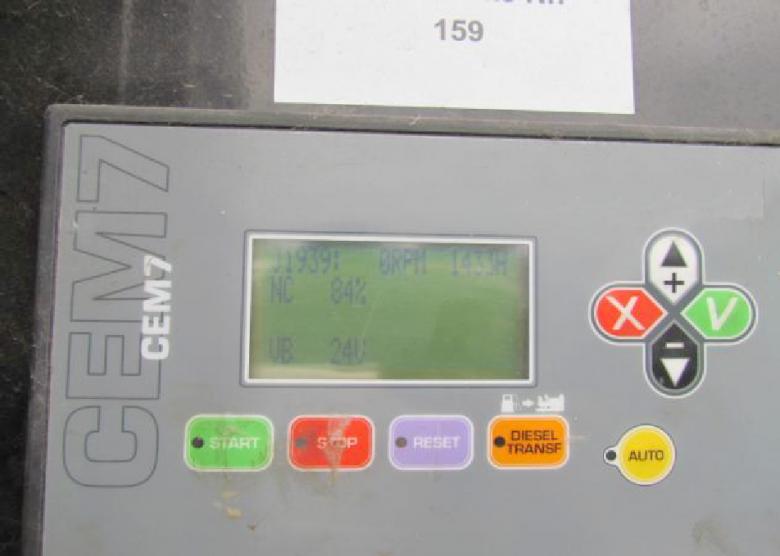 159
CEM7
CEM7
J1939: 0RPM 1433H
NC 84%
VB 24V
+
X V
-
START STOP RESET DIESEL TRANSF AUTO